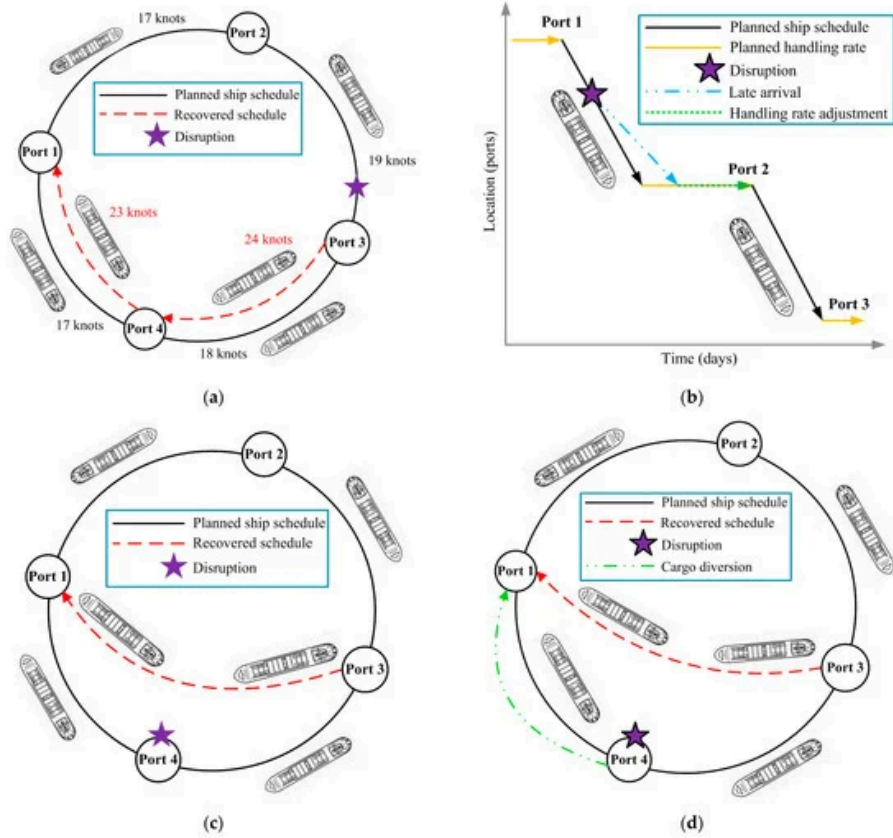 17 knots
Port 2
Planned ship schedule
Recovered schedule
Disruption
19 knots
Port 1
23 knots
24 knots
Port 3
17 knots
Port 4
18 knots
(a)
Port 1
Planned ship schedule
Planned handling rate
Disruption
Late arrival
Handling rate adjustment
Location (ports)
Port 2
Port 3
Time (days)
(b)
Port 2
Planned ship schedule
Recovered schedule
Disruption
Port 1
Port 3
Port 4
(c)
Port 2
Planned ship schedule
Recovered schedule
Disruption
Cargo diversion
Port 1
Port 3
Port 4
(d)